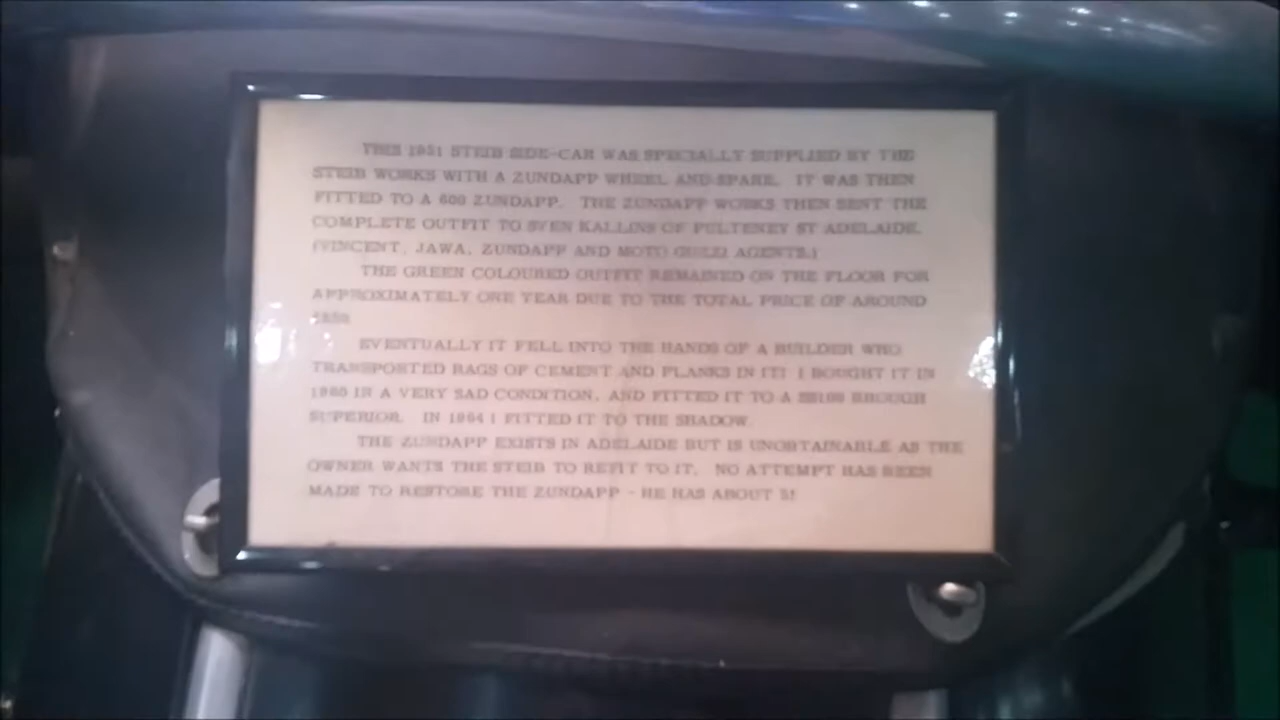 THIS 1951 STEIB SIDE-CAR WAS SPECIALLY SUPPLIED BY THE
STEIB WORKS WITH A ZUNDAPP WHEEL AND SPARE. IT WAS THEN
FITTED TO A 600 ZUNDAPP. THE ZUNDAPP WORKS THEN SENT THE
COMPLETE OUTFIT TO SVEN KALLINS OF PULTENEY ST ADELAIDE.
(VINCENT, JAWA, ZUNDAPP AND MOTO GUZZI AGENTS.)
THE GREEN COLOURED OUTFIT REMAINED ON THE FLOOR FOR
APPROXIMATELY ONE YEAR DUE TO THE TOTAL PRICE OF AROUND
EVENTUALLY IT FELL INTO THE HANDS OF A BUILDER WHO
TRANSPORTED BAGS OF CEMENT AND PLANKS IN IT! I BOUGHT IT IN
IN A VERY SAD CONDITION, AND FITTED IT TO A BROUGH
SUPERIOR. IN 1964 I FITTED IT TO THE SHADOW.
THE ZUNDAPP EXISTS IN ADELAIDE BUT IS UNOBTAINABLE AS THE
OWNER WANTS THE STEIB TO REFIT TO IT. NO ATTEMPT HAS BEEN
MADE TO RESTORE THE ZUNDAPP - HE HAS ABOUT